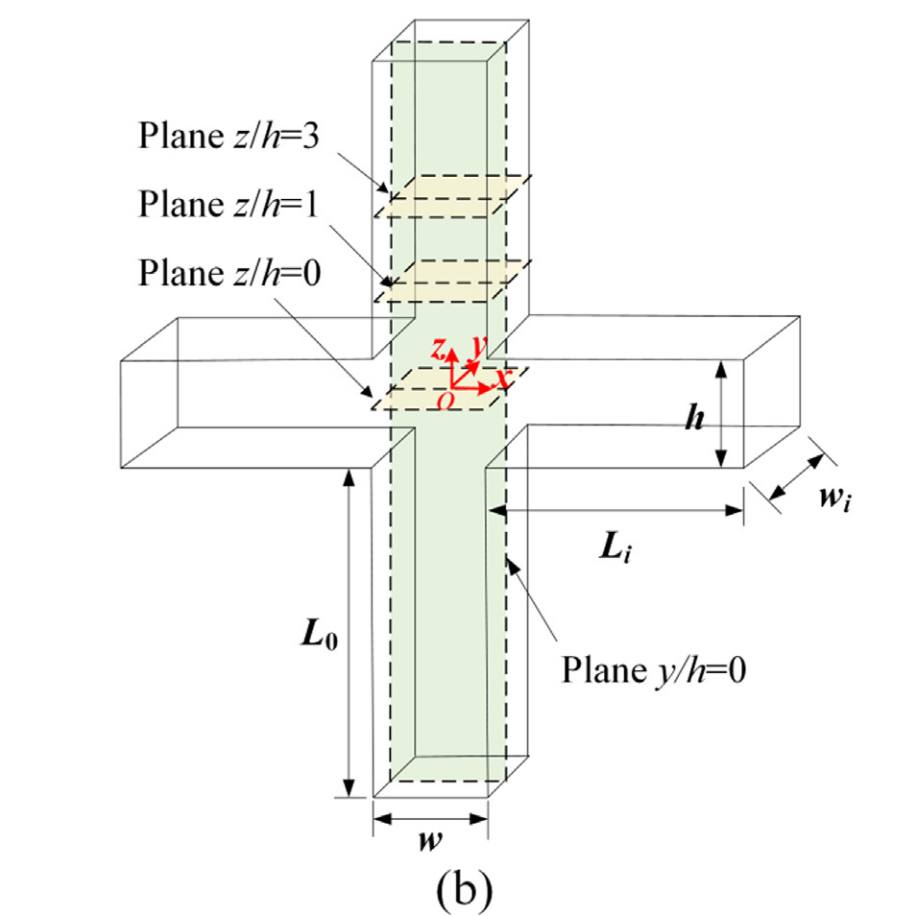 Plane z/h=3
Plane z/h=1
Plane z/h=0
z
y
x
O
h
w_i
L_i
L_0
Plane y/h=0
w
(b)